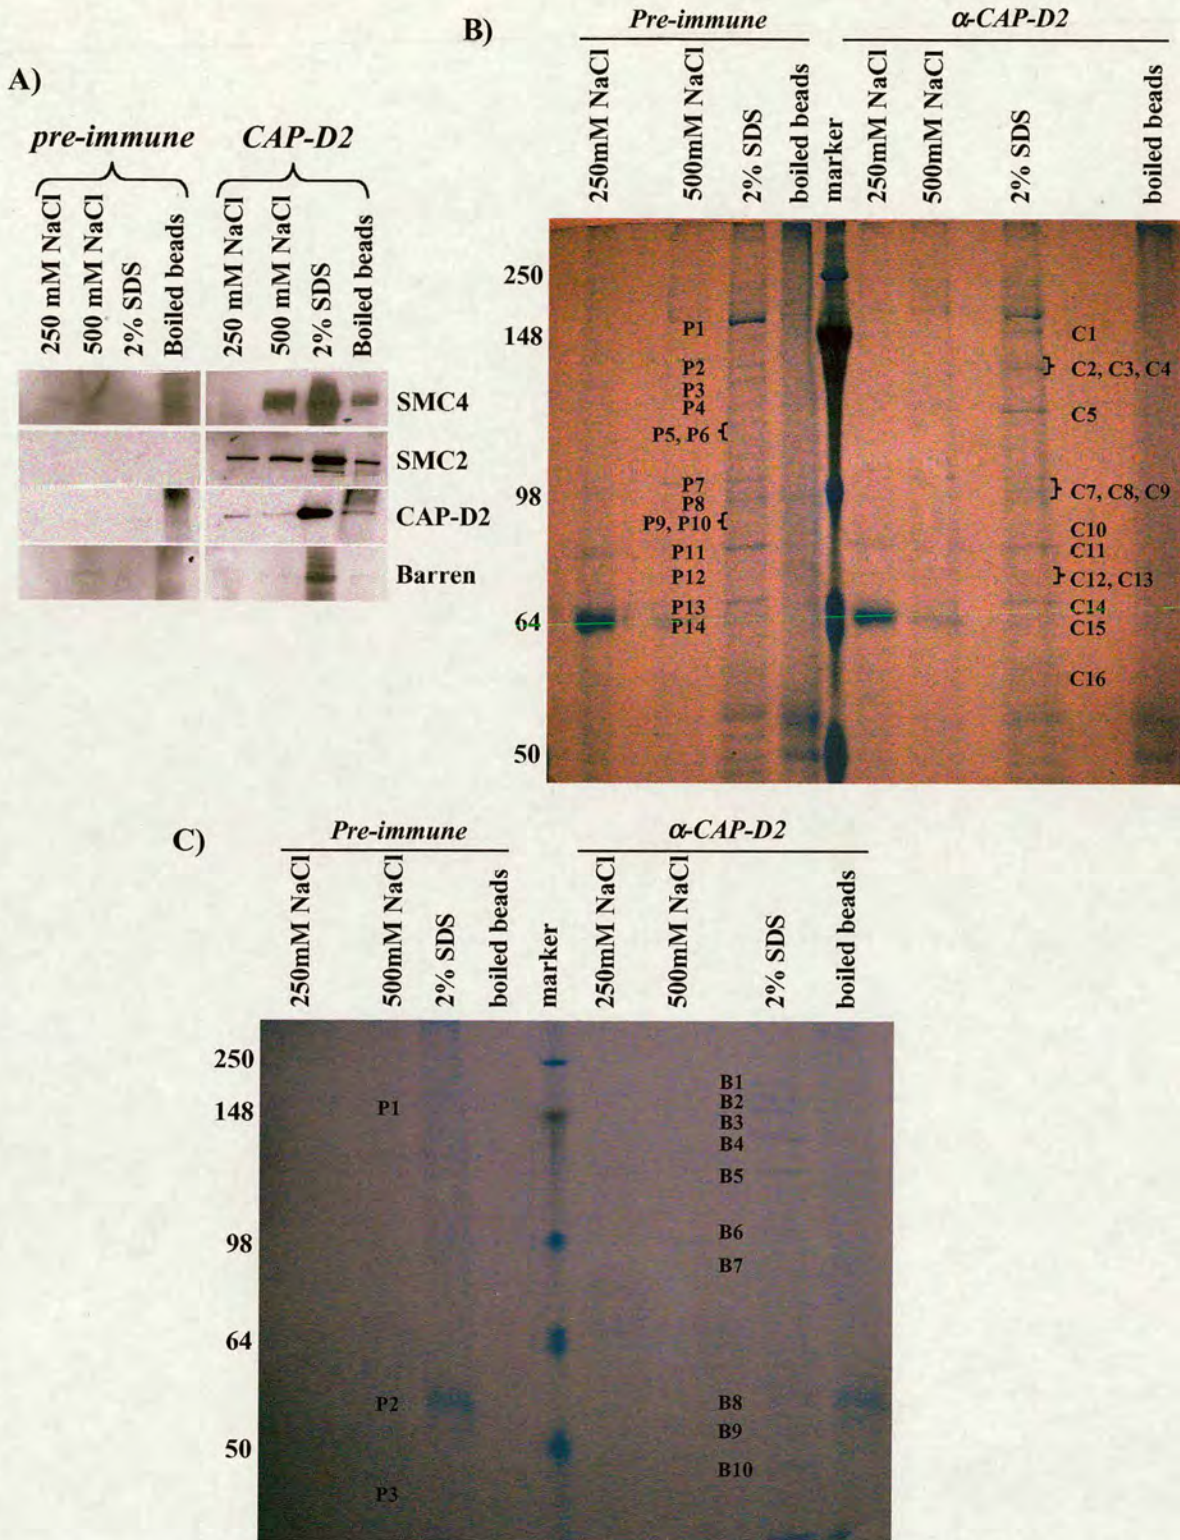 A)
pre-immune CAP-D2
250 mM NaCl
500 mM NaCl
2% SDS
Boiled beads
250 mM NaCl
500 mM NaCl
2% SDS
Boiled beads
SMC4
SMC2
CAP-D2
Barren
B)
Pre-immune α-CAP-D2
250mM NaCl
500mM NaCl
2% SDS
boiled beads
marker
250mM NaCl
500mM NaCl
2% SDS
boiled beads
250
148
98
64
50
P1
P2
P3
P4
P5, P6 {
P7
P8
P9, P10 {
P11
P12
P13
P14
C1
} C2, C3, C4
C5
} C7, C8, C9
C10
C11
} C12, C13
C14
C15
C16
C)
Pre-immune α-CAP-D2
250mM NaCl
500mM NaCl
2% SDS
boiled beads
marker
250mM NaCl
500mM NaCl
2% SDS
boiled beads
250
148
98
64
50
P1
P2
P3
B1
B2
B3
B4
B5
B6
B7
B8
B9
B10